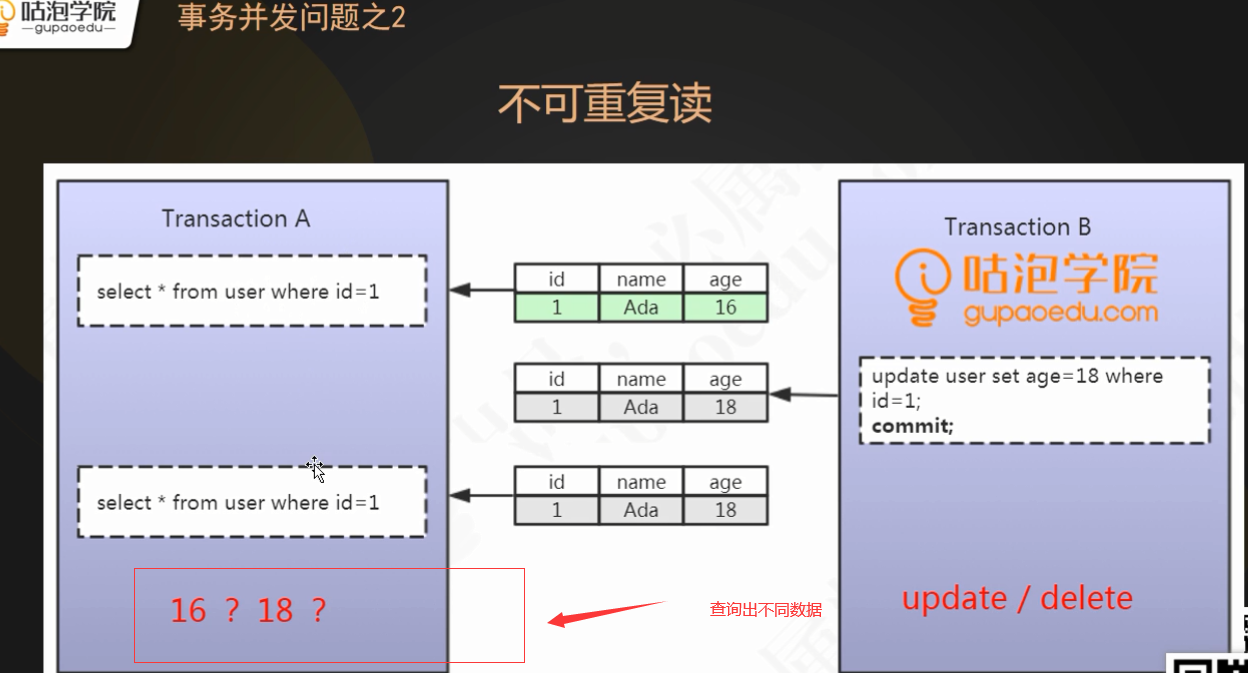 咕泡学院
—gupaoedu—
事务并发问题之2
不可重复读
Transaction A
select * from user where id=1
id name age
1 Ada 16
Transaction B
咕泡学院
gupaoedu.com
id name age
1 Ada 18
update user set age=18 where
id=1;
commit;
select * from user where id=1
id name age
1 Ada 18
16 ? 18 ?
查询出不同数据
update / delete